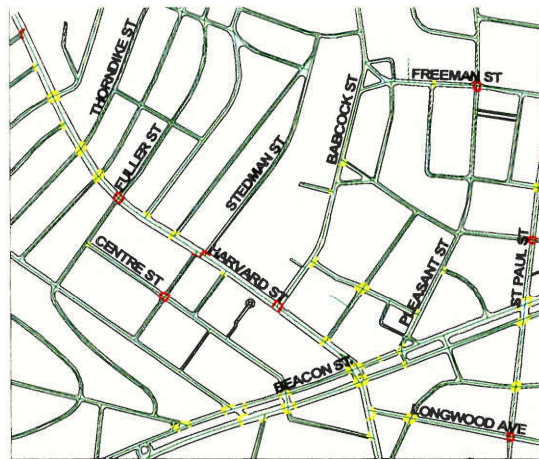 THORNDIKE ST
FREEMAN ST
BABCOCK ST
FULLER ST
STEDMAN ST
CENTRE ST
HARVARD ST
PLEASANT ST
ST PAUL ST
BEACON ST.
LONGWOOD AVE